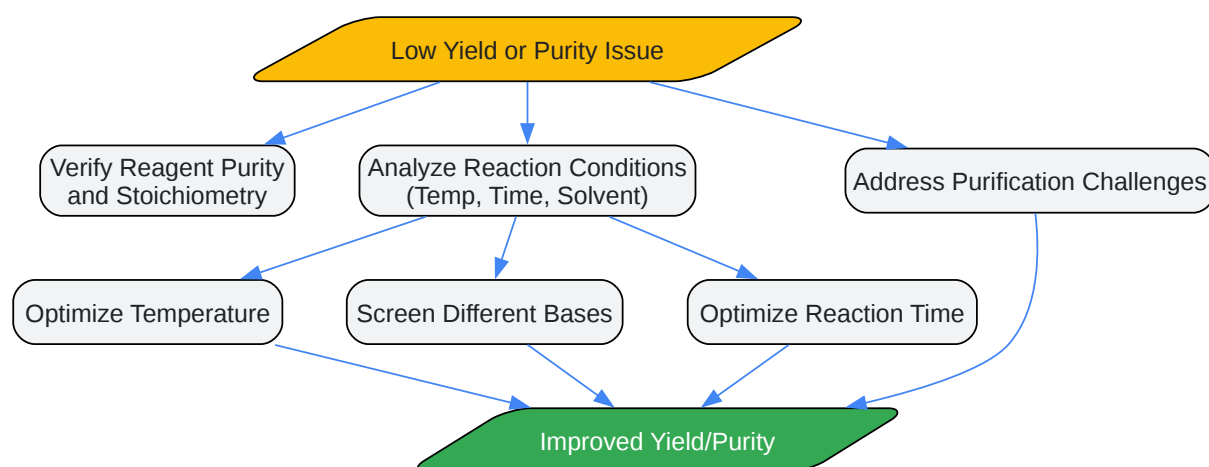 Low Yield or Purity Issue
Verify Reagent Purity
and Stoichiometry
Analyze Reaction Conditions
(Temp, Time, Solvent)
Address Purification Challenges
Optimize Temperature
Screen Different Bases
Optimize Reaction Time
Improved Yield/Purity